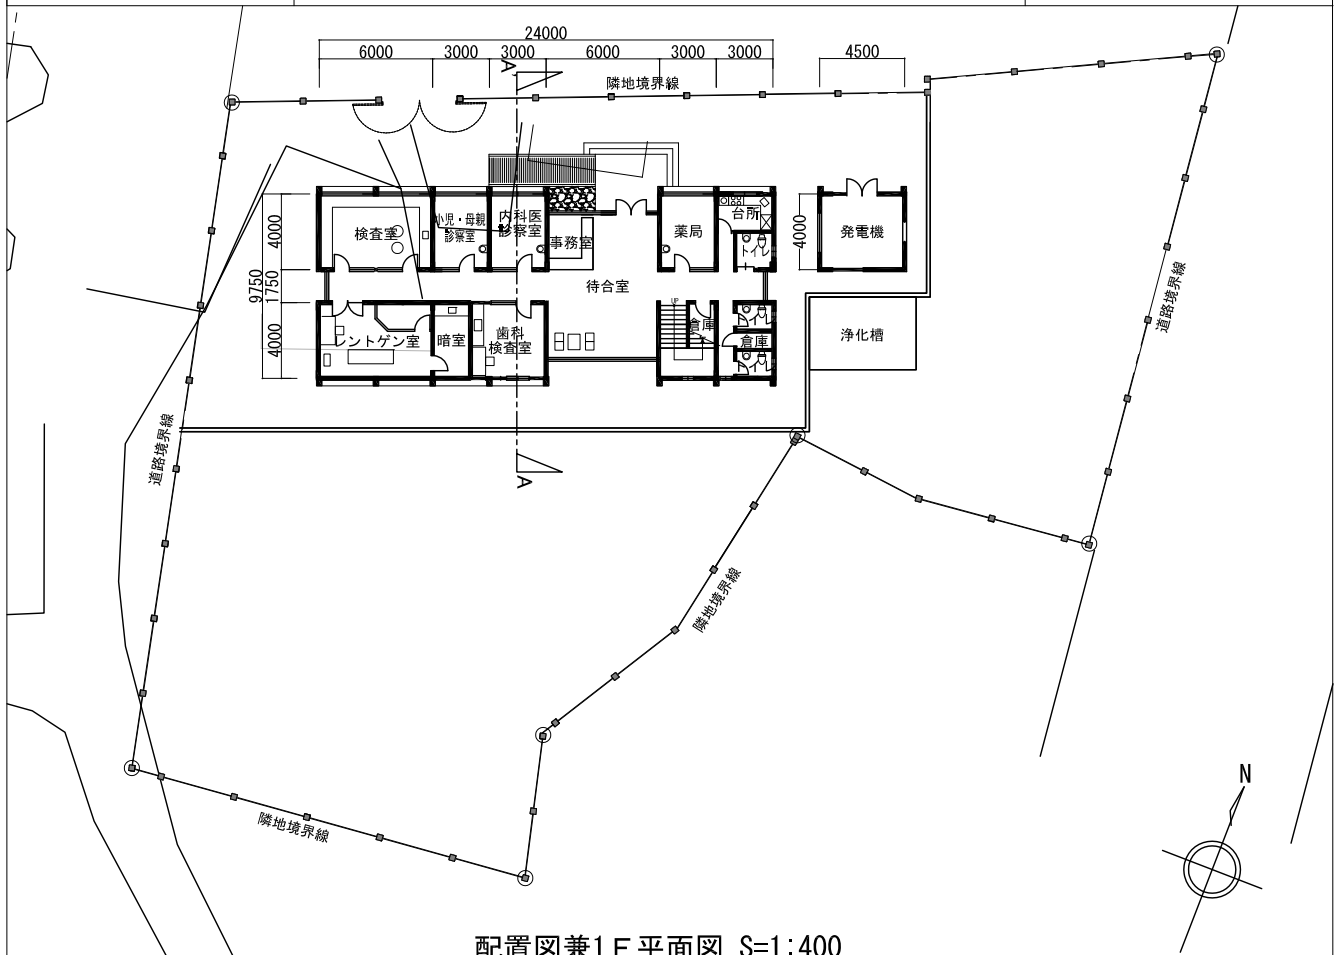 24000
6000
3000
3000
6000
3000
3000
4500
A'
隣地境界線
検査室
小児・母親
診察室
内科医
診察室
事務室
薬局
台所
トイレ
発電機
4000
4000
9750
1750
4000
待合室
UP
レントゲン室
暗室
歯科
検査室
倉庫
トイレ
倉庫
トイレ
浄化槽
道路境界線
道路境界線
A
隣地境界線
隣地境界線
N
配置図兼1F平面図 S=1:400